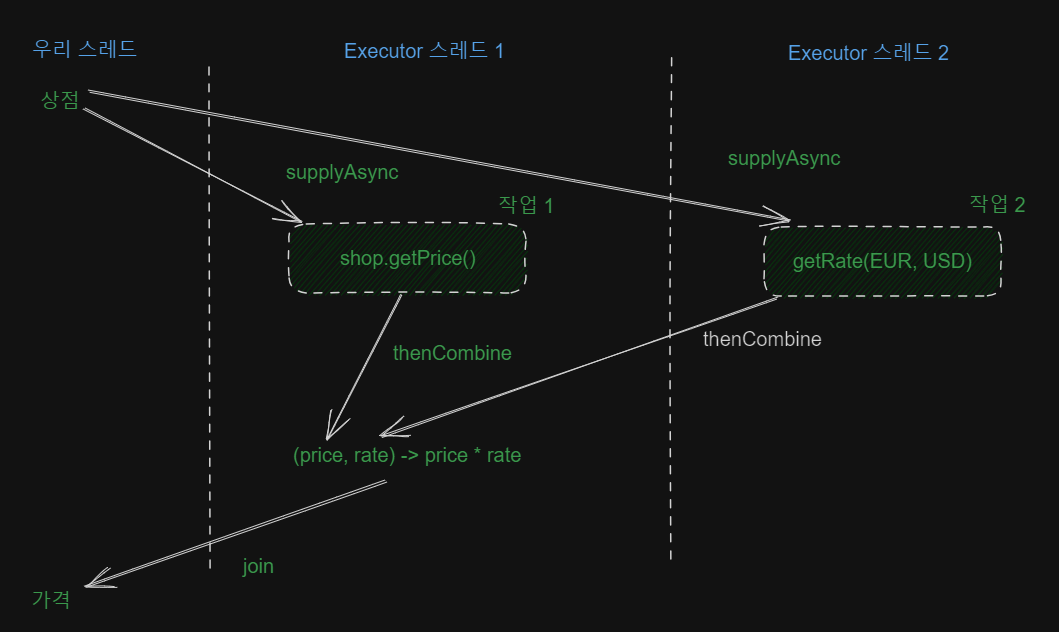 우리 스레드
Executor 스레드 1
Executor 스레드 2
상점
supplyAsync
supplyAsync
작업 1
작업 2
shop.getPrice()
getRate(EUR, USD)
thenCombine
thenCombine
(price, rate) -> price * rate
join
가격